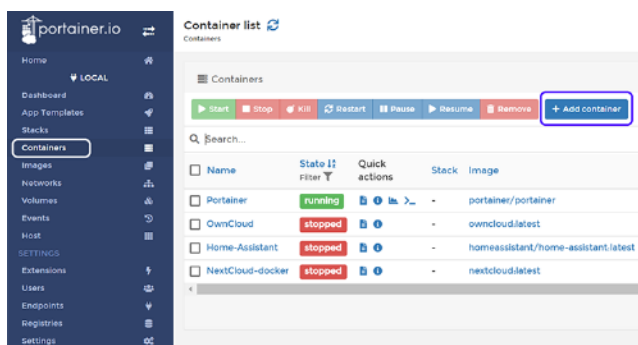 portainer.io
Home
LOCAL
Dashboard
App Templates
Stacks
Containers
Images
Networks
Volumes
Events
Host
SETTINGS
Extensions
Users
Endpoints
Registries
Settings
Container list
Containers
Containers
Start Stop Kill Restart Pause Resume Remove + Add container
Search...
Name State Filter Quick actions Stack Image
Portainer running - portainer/portainer
OwnCloud stopped - owncloud:latest
Home-Assistant stopped - homeassistant/home-assistant:latest
NextCloud-docker stopped - nextcloud:latest